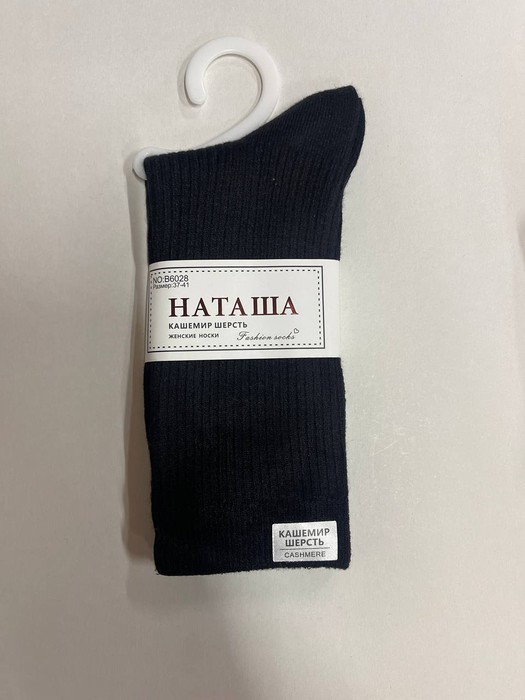 NO:B6028
Размер:37-41
НАТАША
КАШЕМИР ШЕРСТЬ
ЖЕНСКИЕ НОСКИ Fashion socks
КАШЕМИР
ШЕРСТЬ
CASHMERE